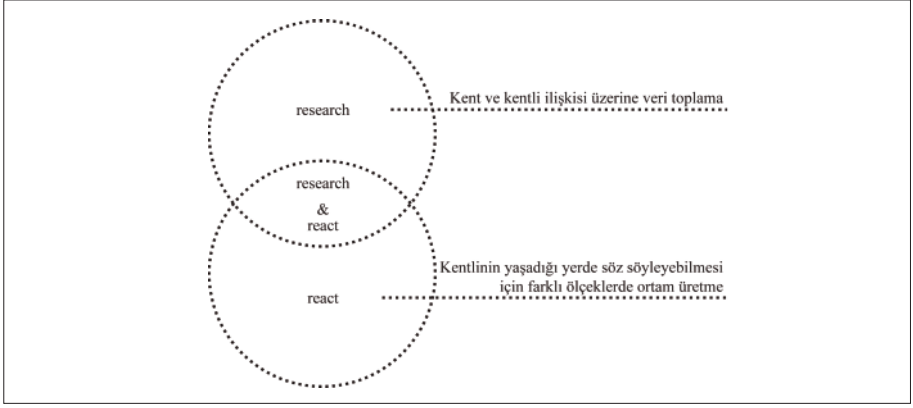 research
Kent ve kentli ilişkisi üzerine veri toplama
research
&
react
Kentlinin yaşadığı yerde söz söyleyebilmesi
için farklı ölçeklerde ortam üretme
react